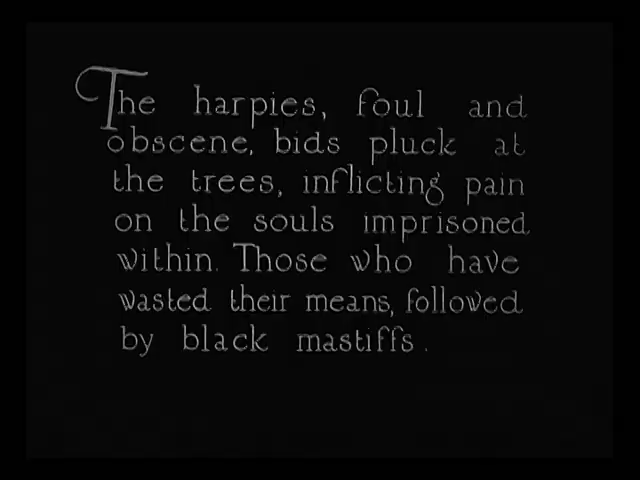 The harpies, foul and
obscene, bids pluck at
the trees, inflicting pain
on the souls imprisoned
within. Those who have
wasted their means, followed
by black mastiffs.